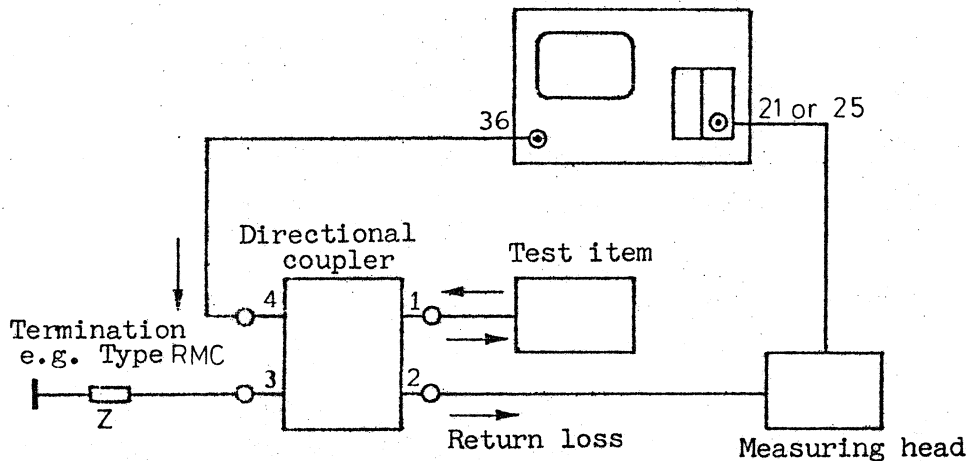 36
21 or 25
Directional
coupler
Test item
4
1
Termination
e.g. Type RMC
3
2
Z
Return loss
Measuring head